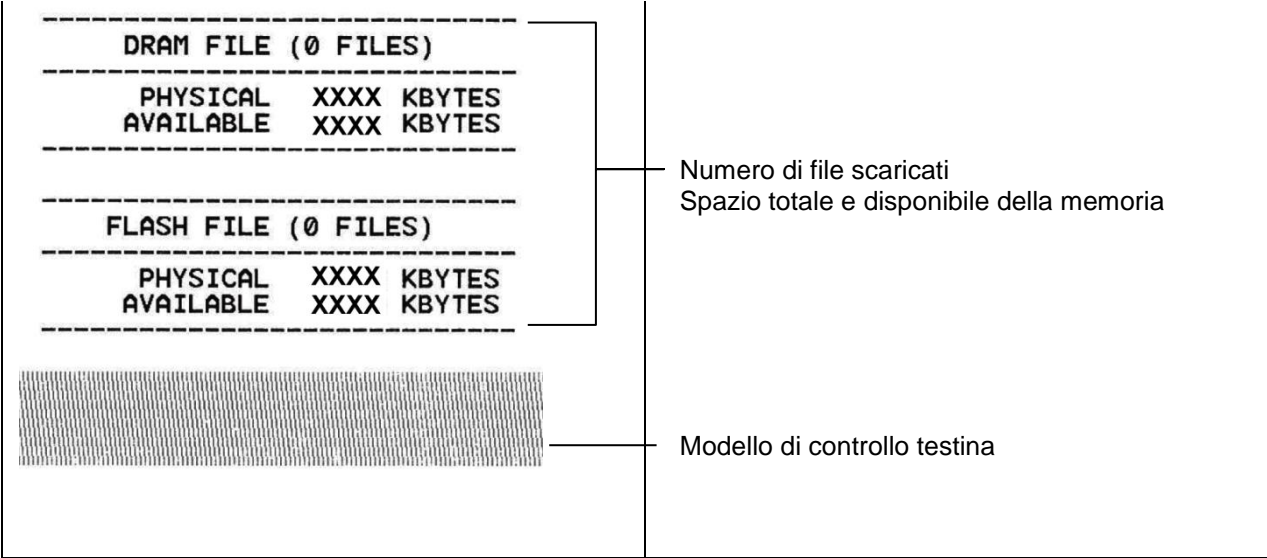 DRAM FILE (0 FILES)
PHYSICAL XXXX KBYTES
AVAILABLE XXXX KBYTES
FLASH FILE (0 FILES)
PHYSICAL XXXX KBYTES
AVAILABLE XXXX KBYTES
Numero di file scaricati
Spazio totale e disponibile della memoria
Modello di controllo testina